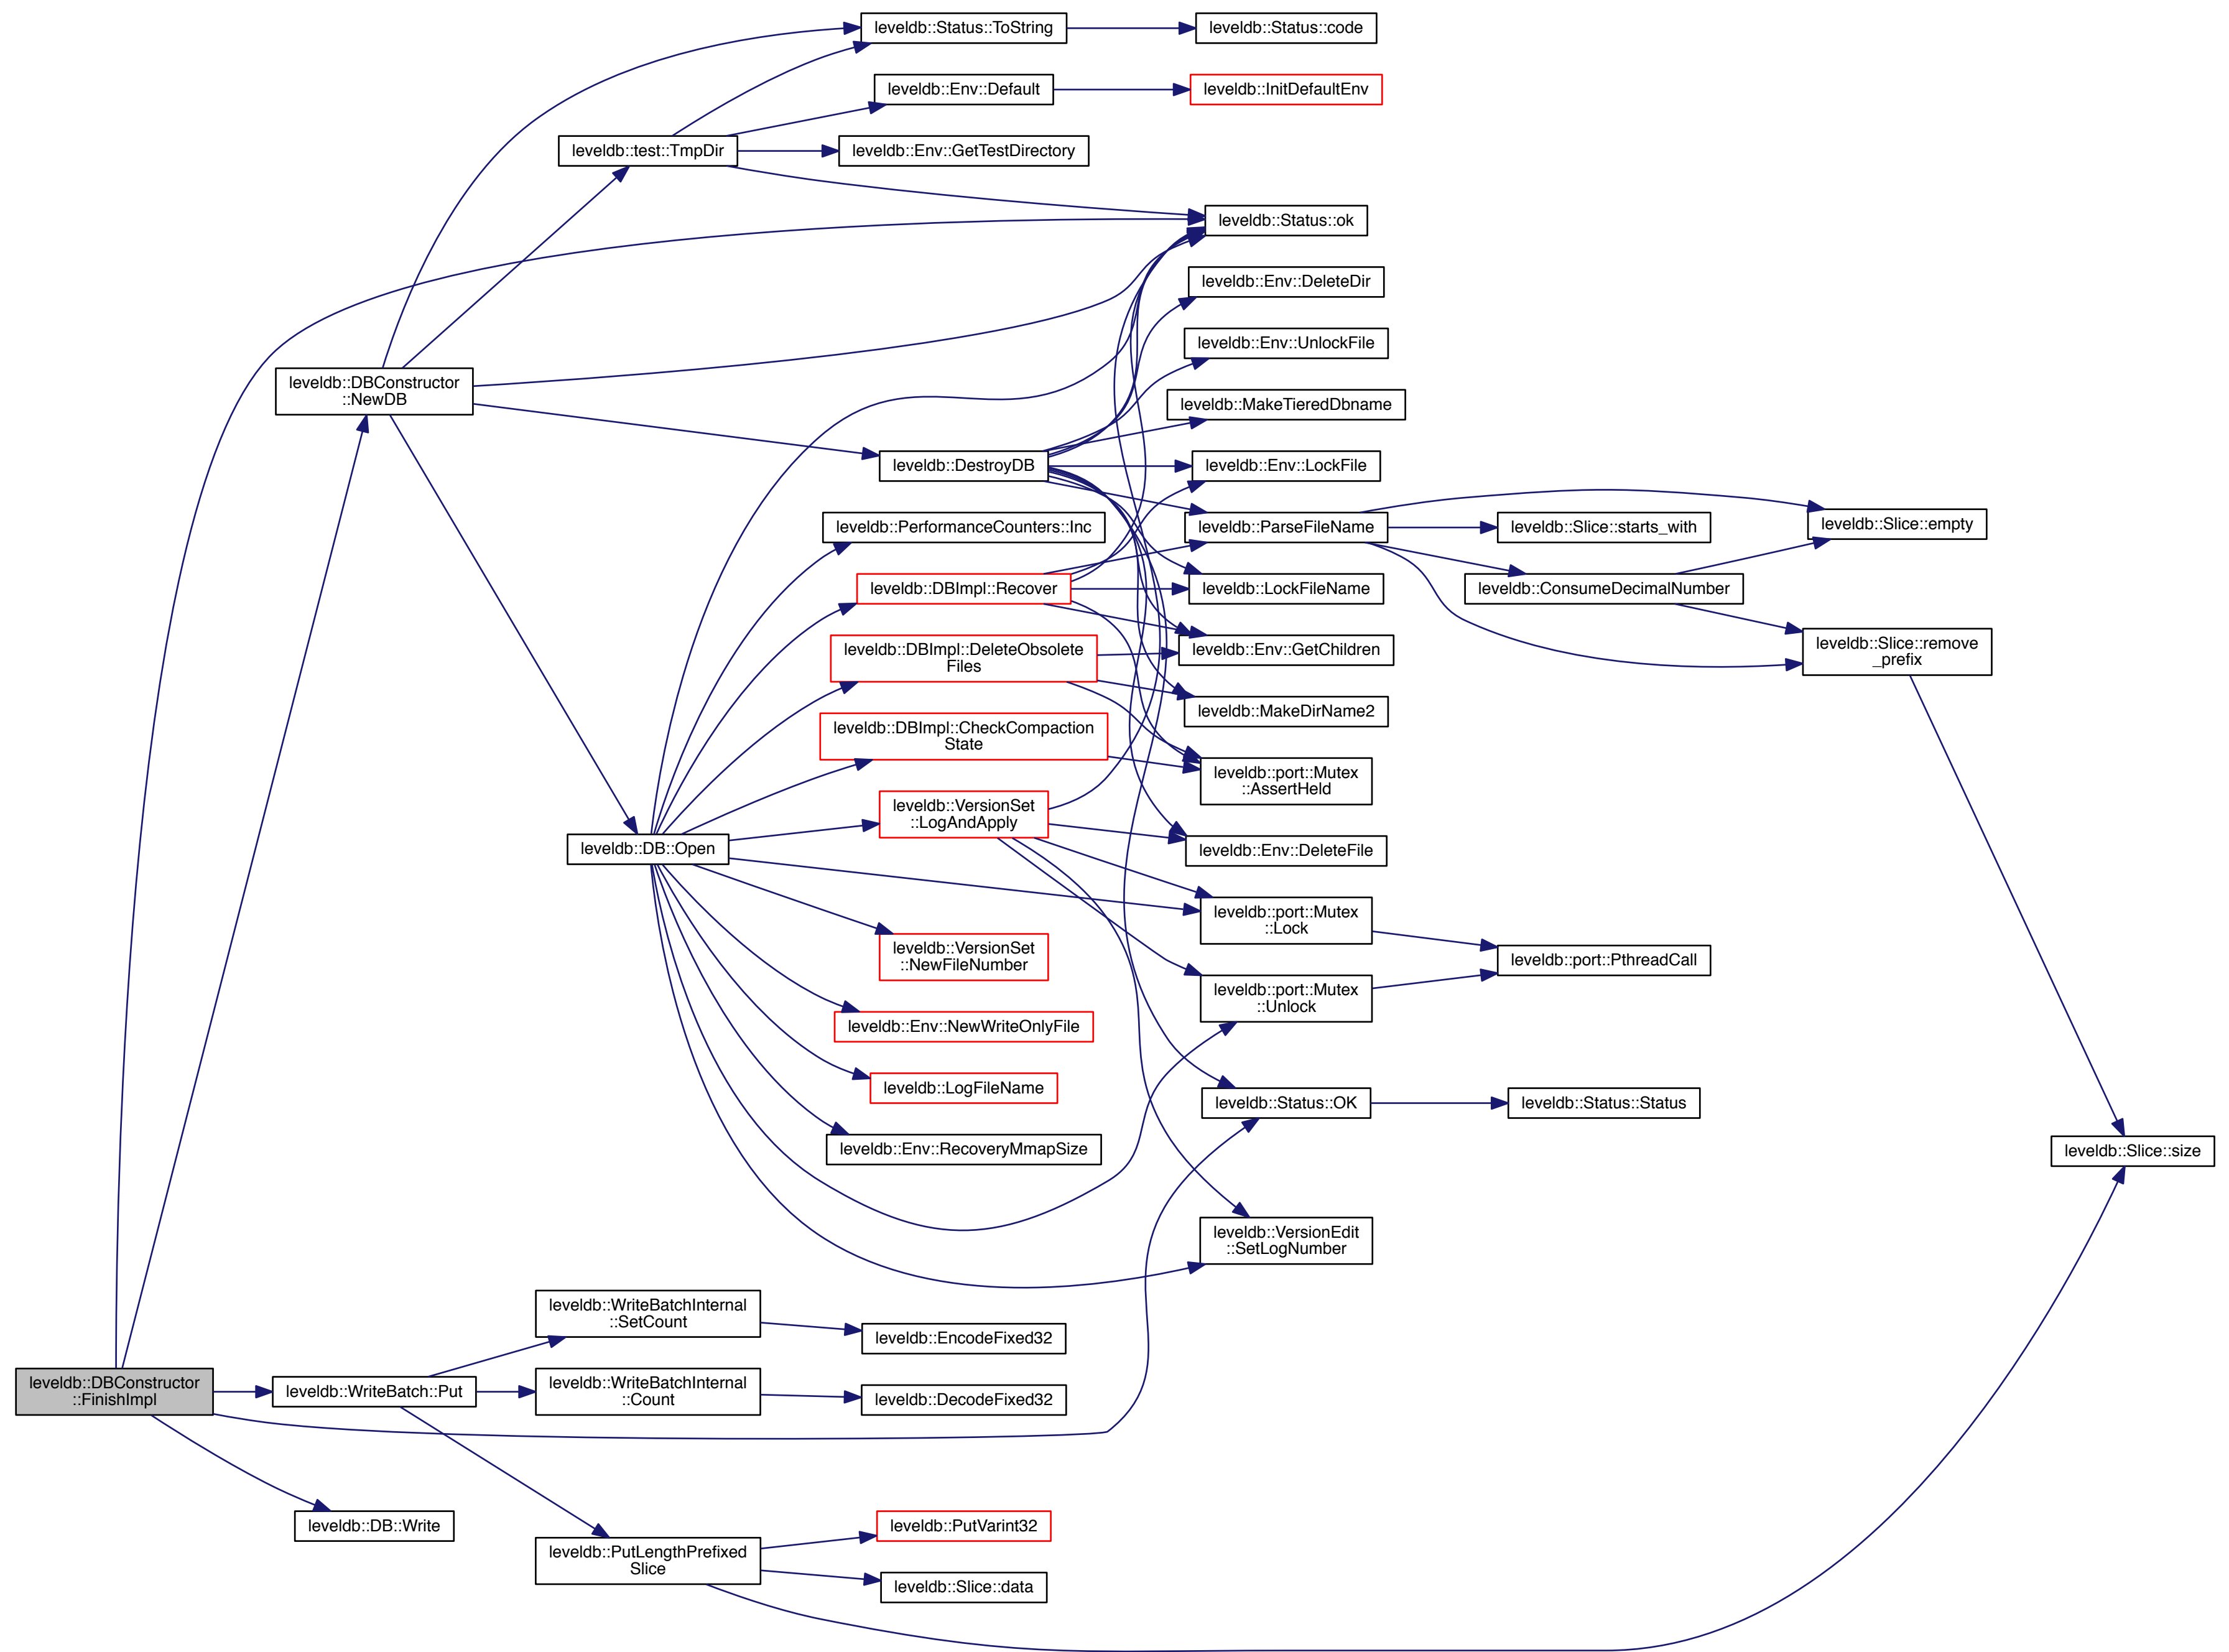 leveldb::Status::ToString
leveldb::Status::code
leveldb::Env::Default
leveldb::InitDefaultEnv
leveldb::test::TmpDir
leveldb::Env::GetTestDirectory
leveldb::Status::ok
leveldb::Env::DeleteDir
leveldb::Env::UnlockFile
leveldb::DBConstructor
::NewDB
leveldb::MakeTieredDbname
leveldb::DestroyDB
leveldb::Env::LockFile
leveldb::PerformanceCounters::Inc
leveldb::ParseFileName
leveldb::Slice::starts_with
leveldb::Slice::empty
leveldb::DBImpl::Recover
leveldb::LockFileName
leveldb::ConsumeDecimalNumber
leveldb::DBImpl::DeleteObsolete
Files
leveldb::Env::GetChildren
leveldb::Slice::remove
_prefix
leveldb::MakeDirName2
leveldb::DBImpl::CheckCompaction
State
leveldb::port::Mutex
::AssertHeld
leveldb::VersionSet
::LogAndApply
leveldb::DB::Open
leveldb::Env::DeleteFile
leveldb::port::Mutex
::Lock
leveldb::VersionSet
::NewFileNumber
leveldb::port::PthreadCall
leveldb::port::Mutex
::Unlock
leveldb::Env::NewWriteOnlyFile
leveldb::LogFileName
leveldb::Status::OK
leveldb::Status::Status
leveldb::Env::RecoveryMmapSize
leveldb::Slice::size
leveldb::VersionEdit
::SetLogNumber
leveldb::WriteBatchInternal
::SetCount
leveldb::EncodeFixed32
leveldb::DBConstructor
::FinishImpl
leveldb::WriteBatch::Put
leveldb::WriteBatchInternal
::Count
leveldb::DecodeFixed32
leveldb::DB::Write
leveldb::PutVarint32
leveldb::PutLengthPrefixed
Slice
leveldb::Slice::data